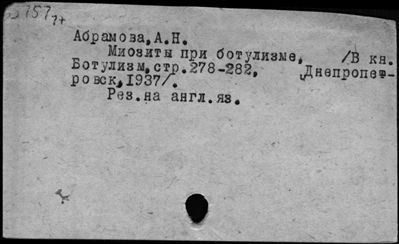 Абрамова, А.Н.
Миозиты при ботулизме, /В кн.
Ботулизм, стр.278-282, Днепропет-
ровск, 1937/.
Рез.на англ.яз.